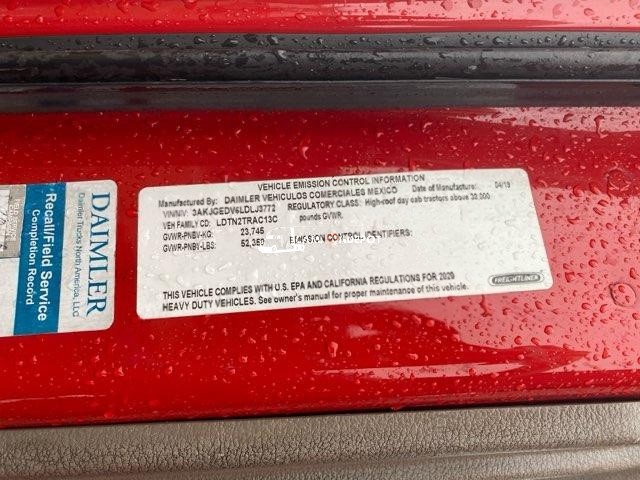 DAIMLER
Daimler Trucks North America, LLC
Recall/Field Service
Completion Record
VEHICLE EMISSION CONTROL INFORMATION
Manufactured By: DAIMLER VEHICULOS COMERCIALES MEXICO Date of Manufacture: 04/19
VIN/NIV: 3AKJGEDV6LDLJ3772 REGULATORY CLASS: High-roof day cab tractors above 33,000 pounds GVWR.
VEH FAMILY CD: LDTN2TRAC13C
GVWR-PNBV-KG: 23,745
GVWR-PNBV-LBS: 52,350 EMISSION CONTROL IDENTIFIERS:
THIS VEHICLE COMPLIES WITH U.S. EPA AND CALIFORNIA REGULATIONS FOR 2020
HEAVY DUTY VEHICLES. See owner's manual for proper maintenance of this vehicle.
FREIGHTLINER